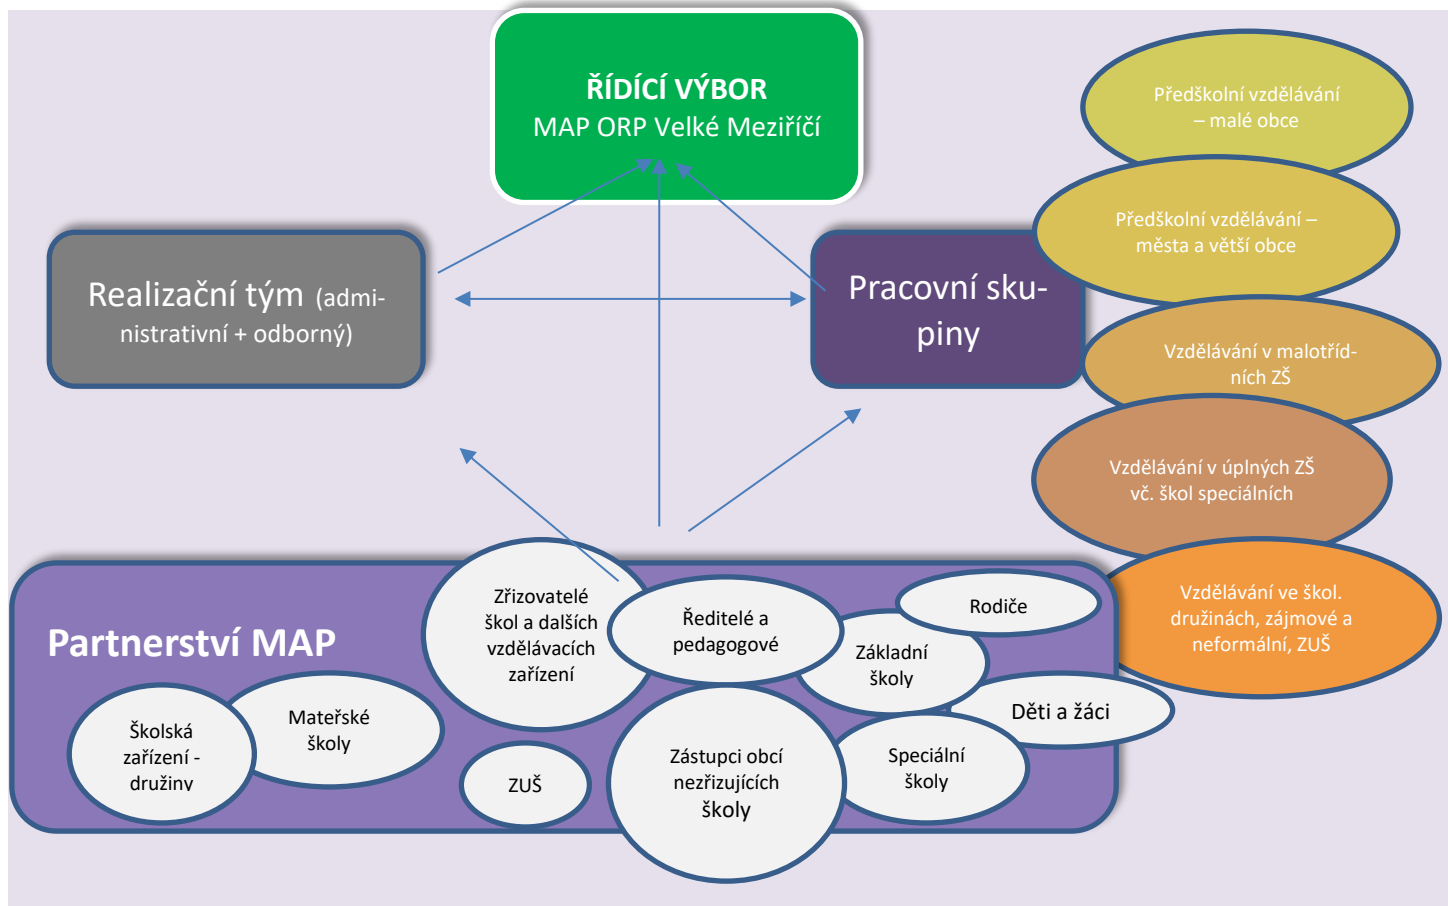 ŘÍDÍCÍ VÝBOR
MAP ORP Velké Meziříčí
Předškolní vzdělávání
– malé obce
Předškolní vzdělávání –
města a větší obce
Realizační tým (admi-
nistrativní + odborný)
Pracovní sku-
piny
Vzdělávání v malotříd-
ních ZŠ
Vzdělávání v úplných ZŠ
vč. škol speciálních
Vzdělávání ve škol.
družinách, zájmové a
neformální, ZUŠ
Partnerství MAP
Zřizovatelé
škol a dalších
vzdělávacích
zařízení
Ředitelé a
pedagogové
Rodiče
Základní
školy
Děti a žáci
Školská
zařízení -
družiny
Mateřské
školy
ZUŠ
Zástupci obcí
nezřizujících
školy
Speciální
školy